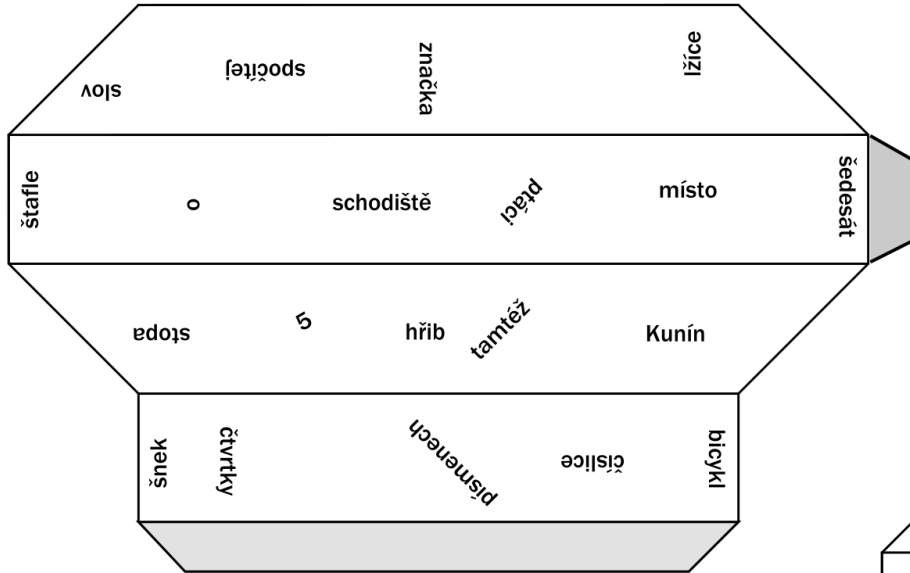 slov
spočítej
značka
lžíce
štafle
o
schodiště
ptáci
místo
šedesát
stopa
5
hřib
tamtéž
Kunín
šnek
čtvrtky
písmenech
číslice
bicykl